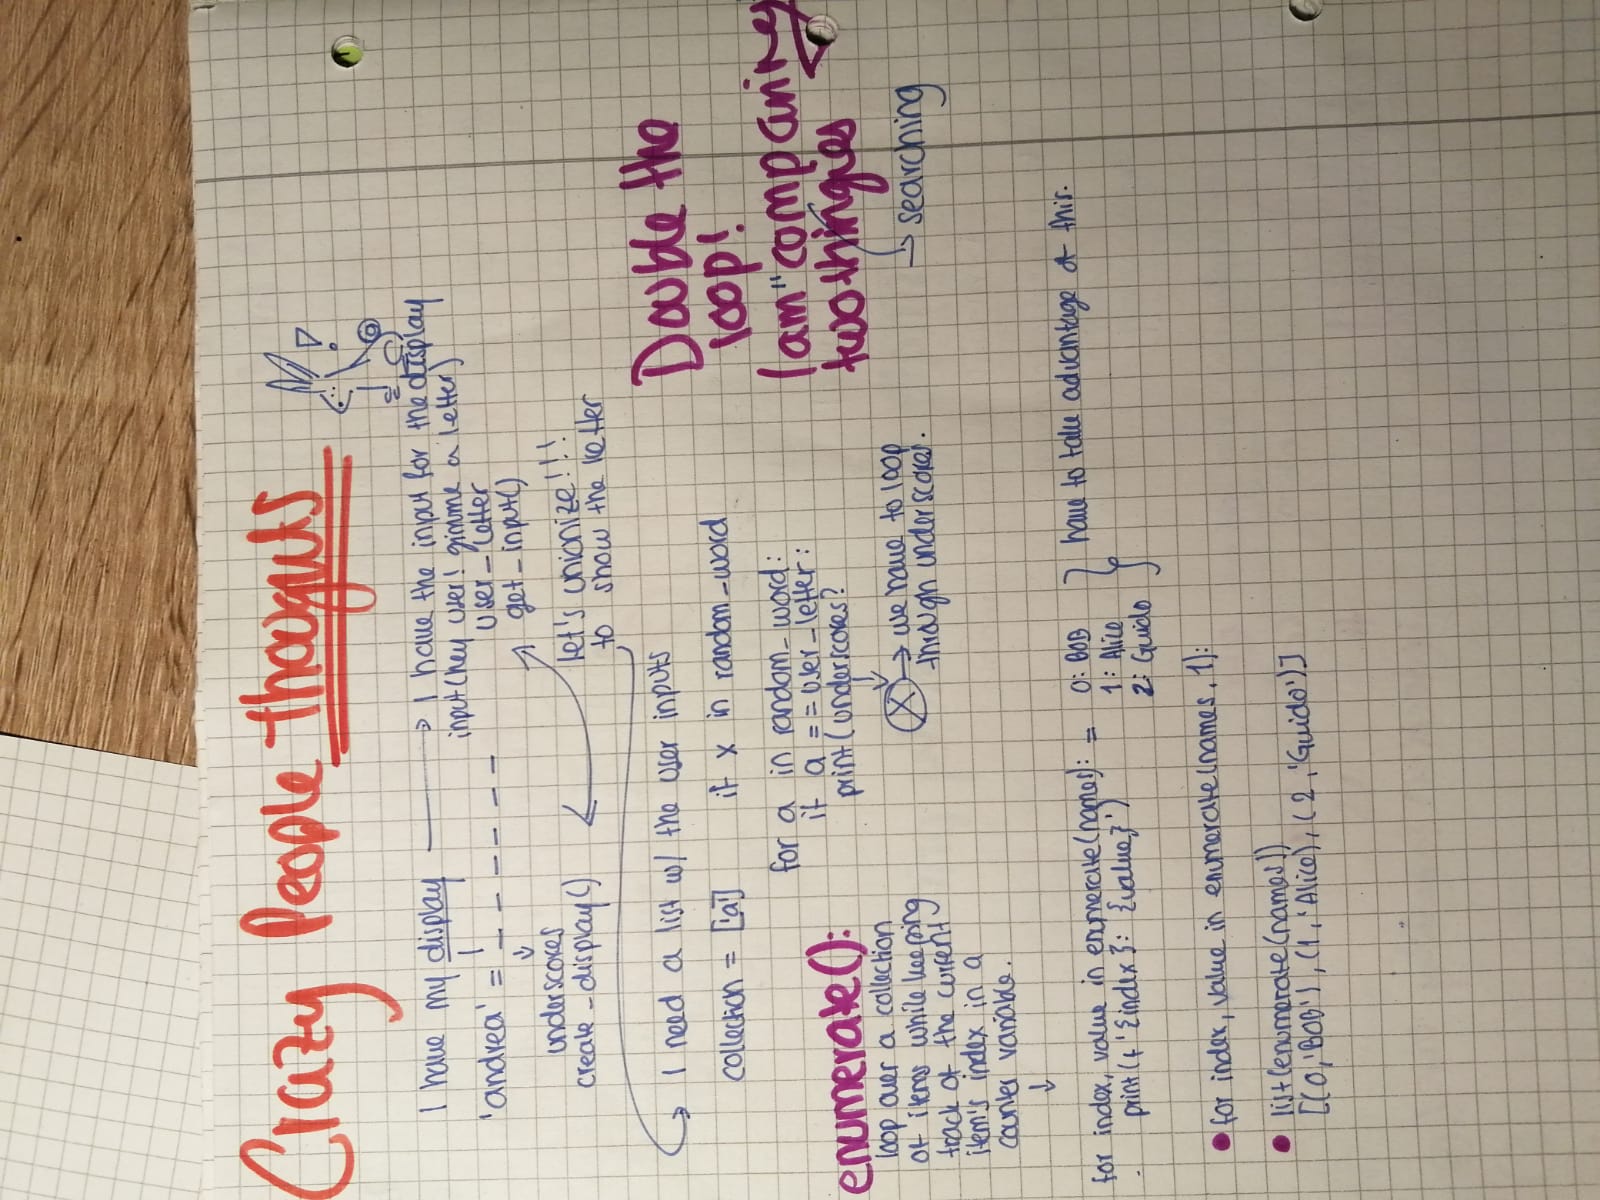 Crazy People thoughts
I have my display → I have the input for the display
input(hey user! gimme a letter)
'andrea' = _ _ _ _ _ _
user_letter
get_input()
↓
underscores
create_display()
let's unionize!!!
to show the letter
→ I need a list w/ the user inputs
collection = [a] if x in random_word
Double the
loop!
I am "comparing"
two thingies
↳ searching
for a in random_word:
if a == user_letter:
print(underscores?
X → we have to loop
through underscores.
enumerate():
loop over a collection
of items while keeping
track of the current
item's index in a
counter variable.
↓
for index, value in enumerate(names): = 0: BOB
print(f'{index}: {value}') 1: Alice
2: Guido
} have to take advantage of this.
• for index, value in enumerate(names, 1):
• list(enumerate(names))
[(0,'BOB'), (1,'Alice), (2,'Guido')]